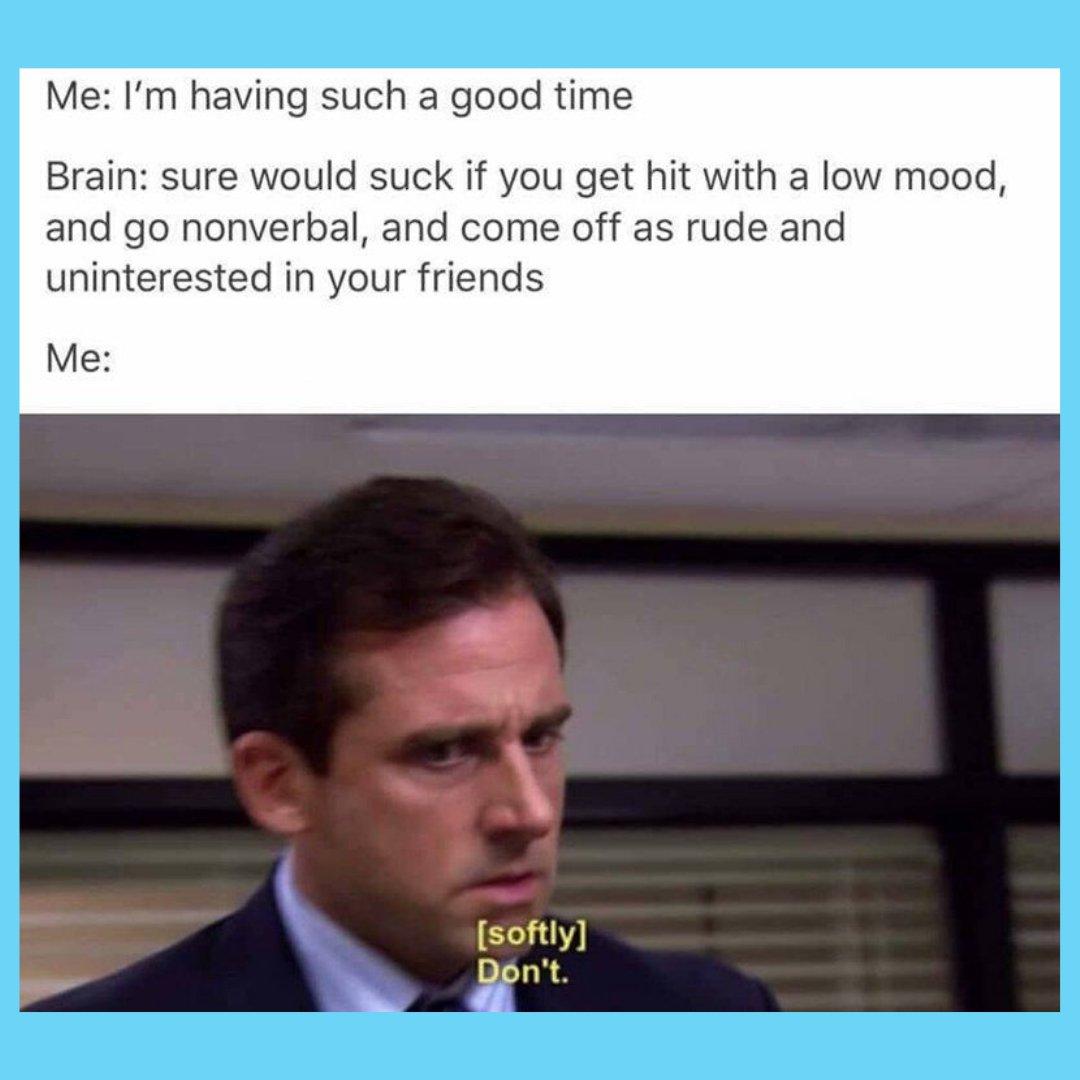 Me: I'm having such a good time
Brain: sure would suck if you get hit with a low mood,
and go nonverbal, and come off as rude and
uninterested in your friends
Me:
[softly]
Don't.